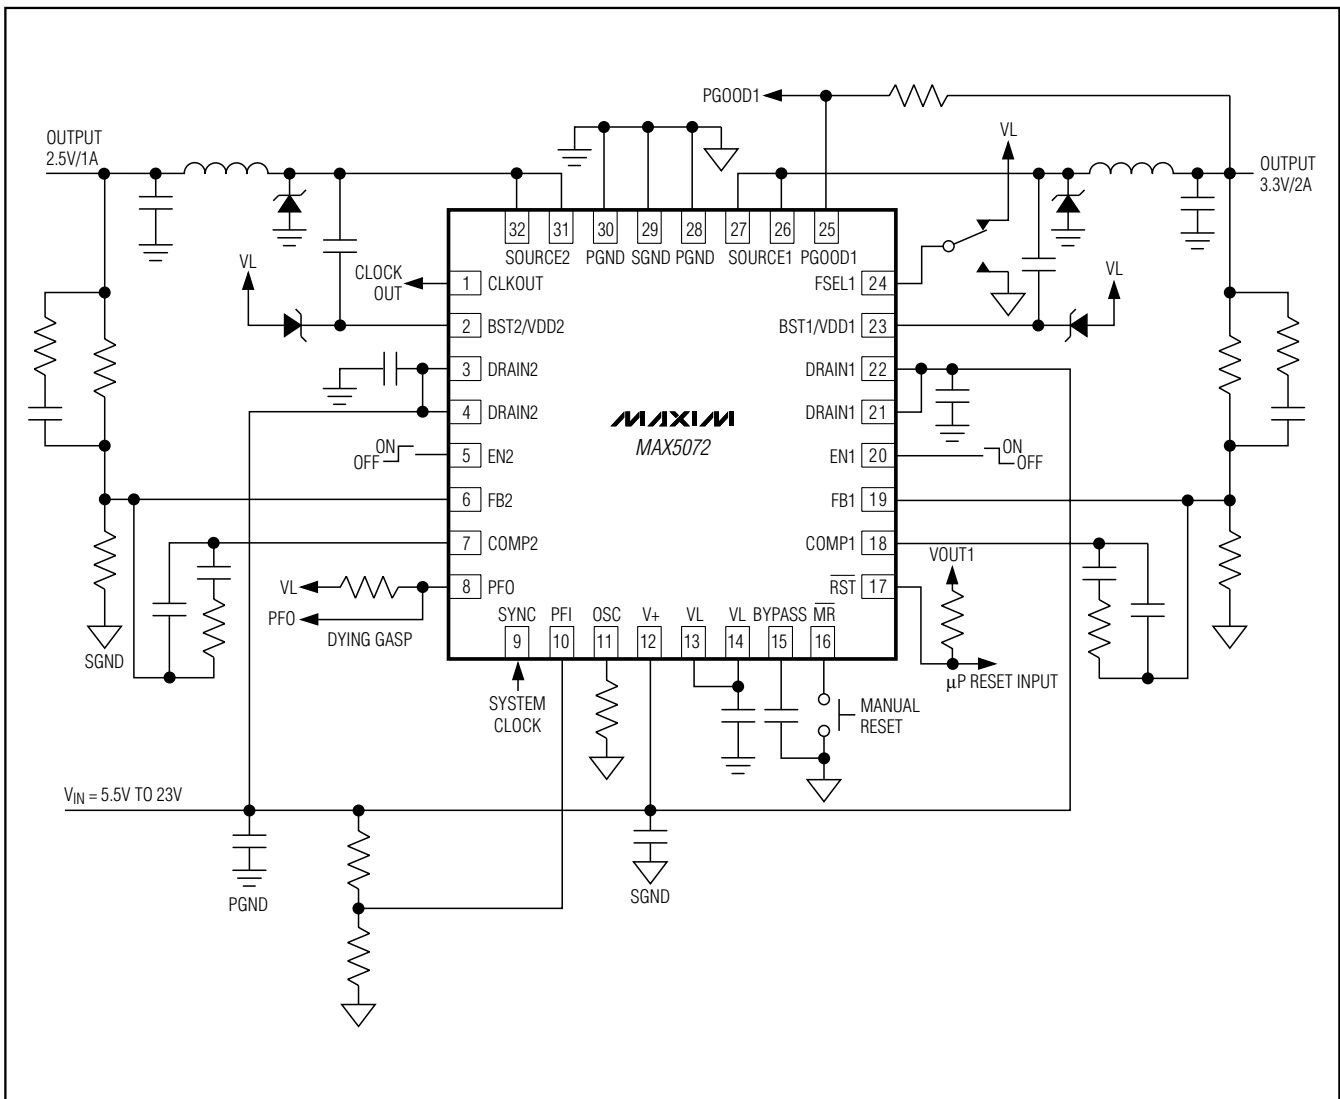 PGOOD1
VL
OUTPUT
2.5V/1A
OUTPUT
3.3V/2A
32 31 30 29 28 27 26 25
SOURCE2 PGND SGND PGND SOURCE1 PGOOD1
VL
CLOCK
OUT
1 CLKOUT
FSEL1 24
VL
2 BST2/VDD2
BST1/VDD1 23
3 DRAIN2
DRAIN1 22
4 DRAIN2
DRAIN1 21
MAXIM
MAX5072
ON
OFF
5 EN2
EN1 20
ON
OFF
6 FB2
FB1 19
7 COMP2
COMP1 18
VOUT1
VL
8 PFO
RST 17
PFO
DYING GASP
SYNC PFI OSC V+ VL VL BYPASS MR
9 10 11 12 13 14 15 16
SGND
µP RESET INPUT
SYSTEM
CLOCK
MANUAL
RESET
VIN = 5.5V TO 23V
PGND
SGND